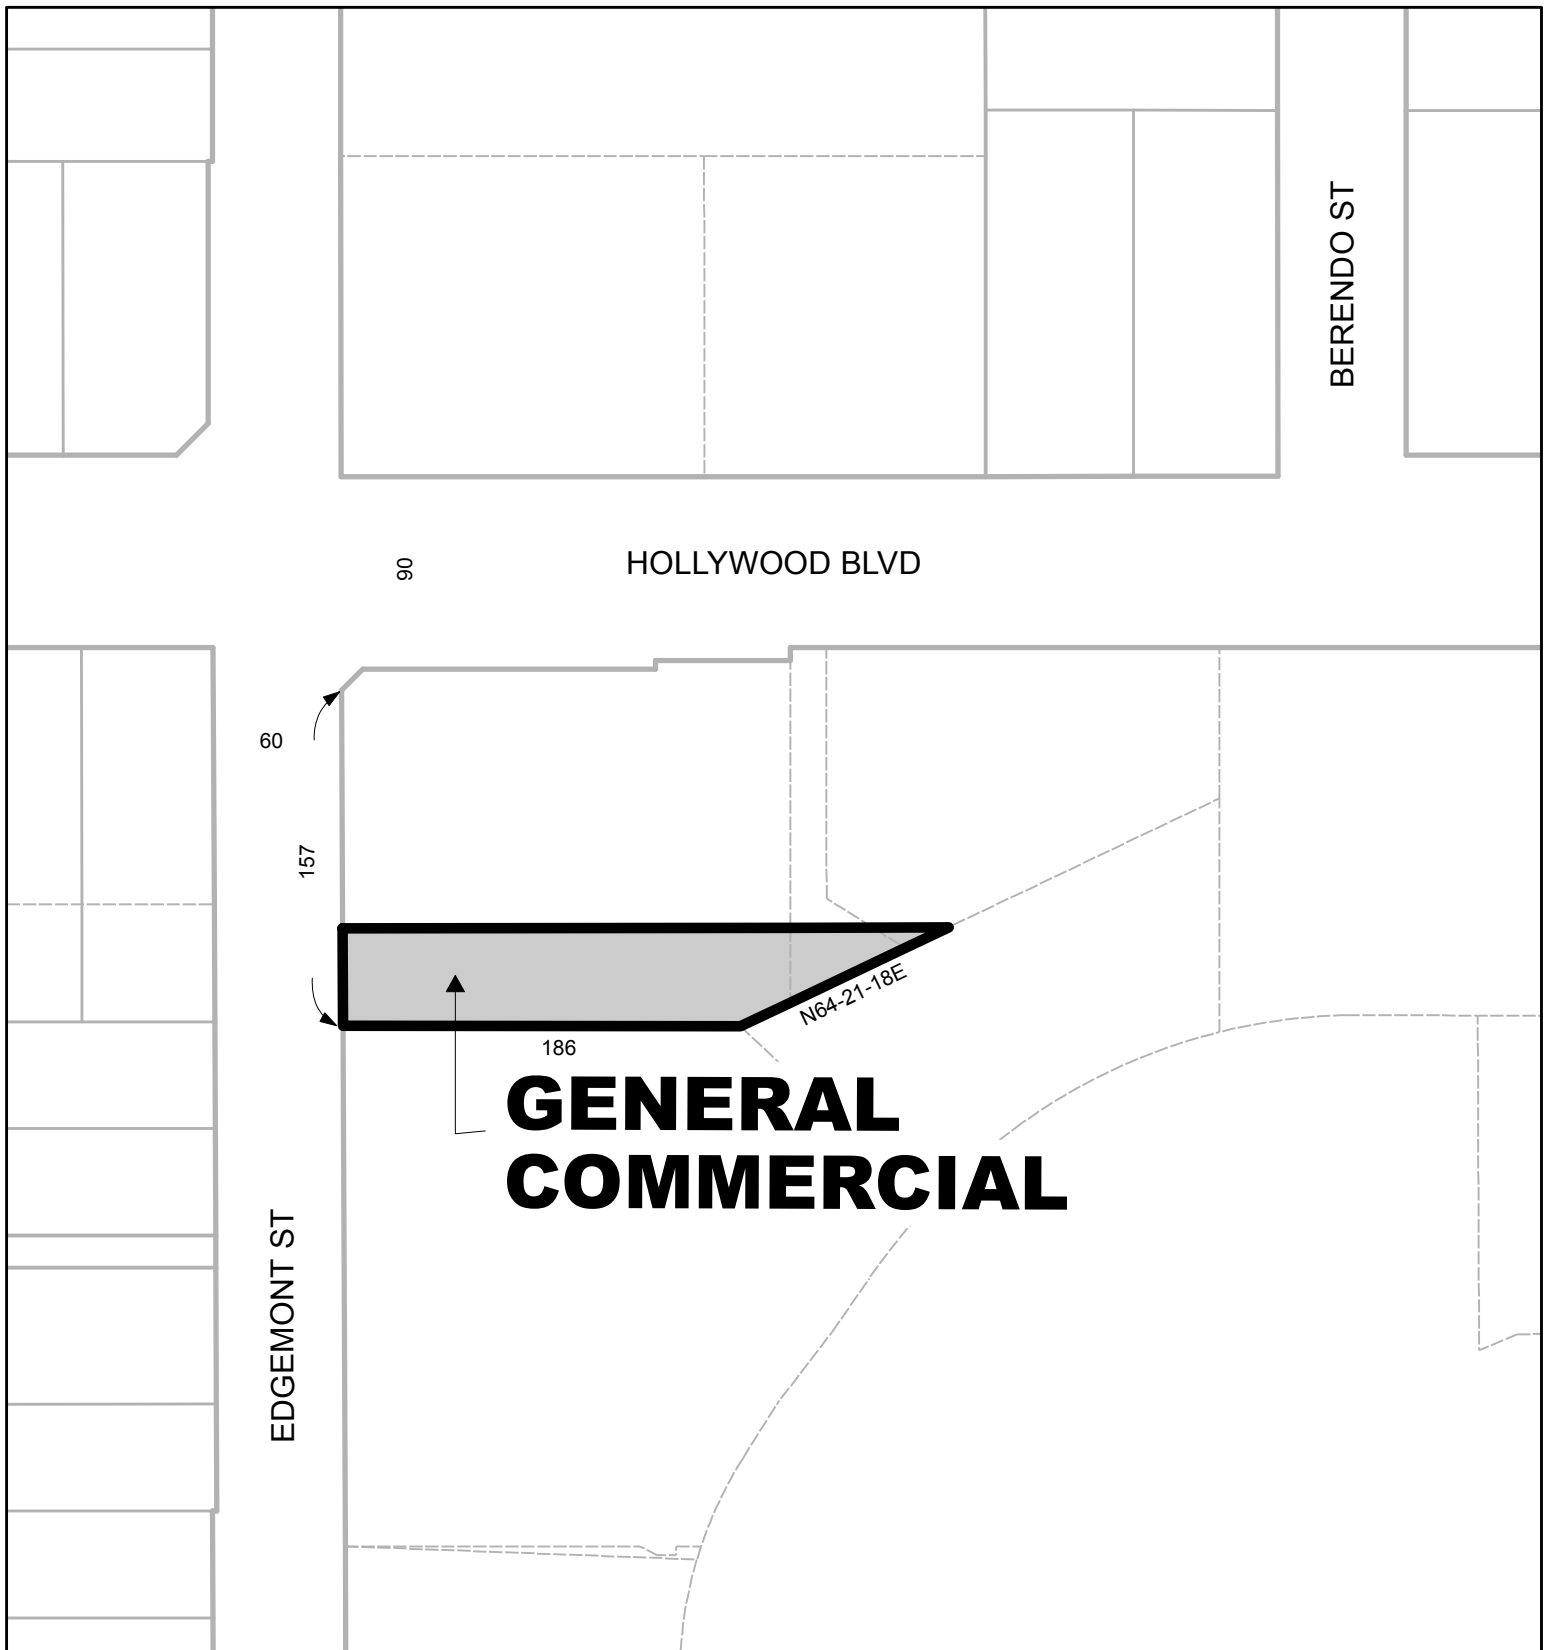 BERENDO ST
HOLLYWOOD BLVD
90
60
157
N64-21-18E
186
GENERAL
COMMERCIAL
EDGEMONT ST